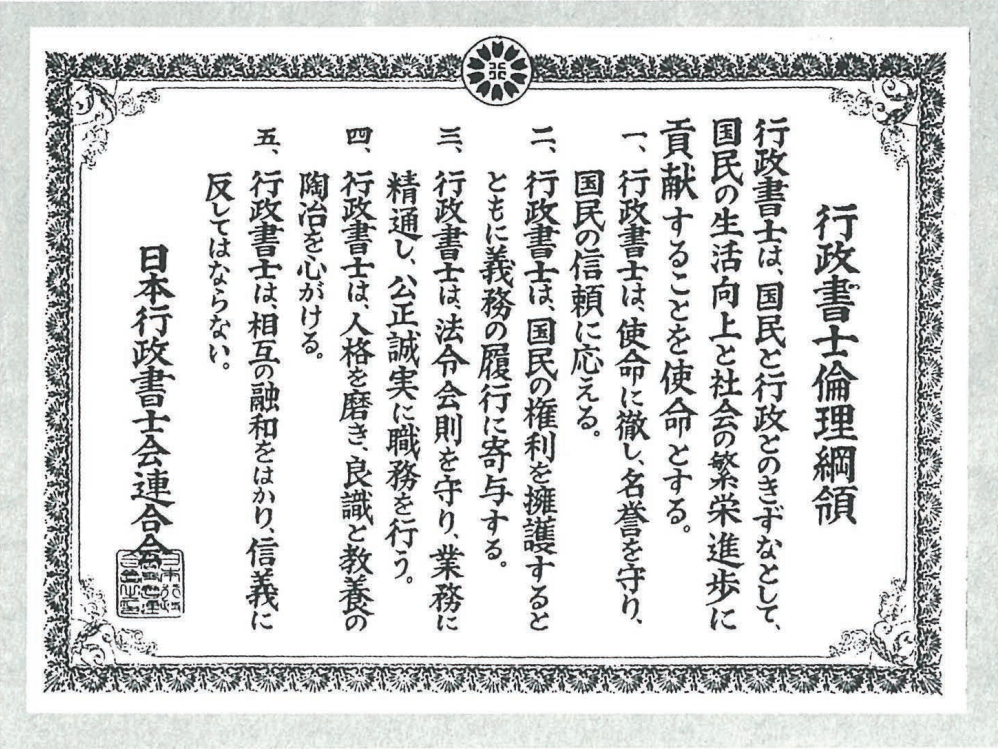 行政書士倫理綱領
行政書士は、国民と行政とのきずなとして、
国民の生活向上と社会の繁栄進歩に
貢献することを使命とする。
一、行政書士は、使命に徹し、名誉を守り、
国民の信頼に応える。
二、行政書士は、国民の権利を擁護すると
ともに義務の履行に寄与する。
三、行政書士は、法令会則を守り、業務に
精通し、公正誠実に職務を行う。
四、行政書士は、人格を磨き、良識と教養の
陶冶を心がける。
五、行政書士は、相互の融和をはかり、信義に
反してはならない。
日本行政書士会連合会